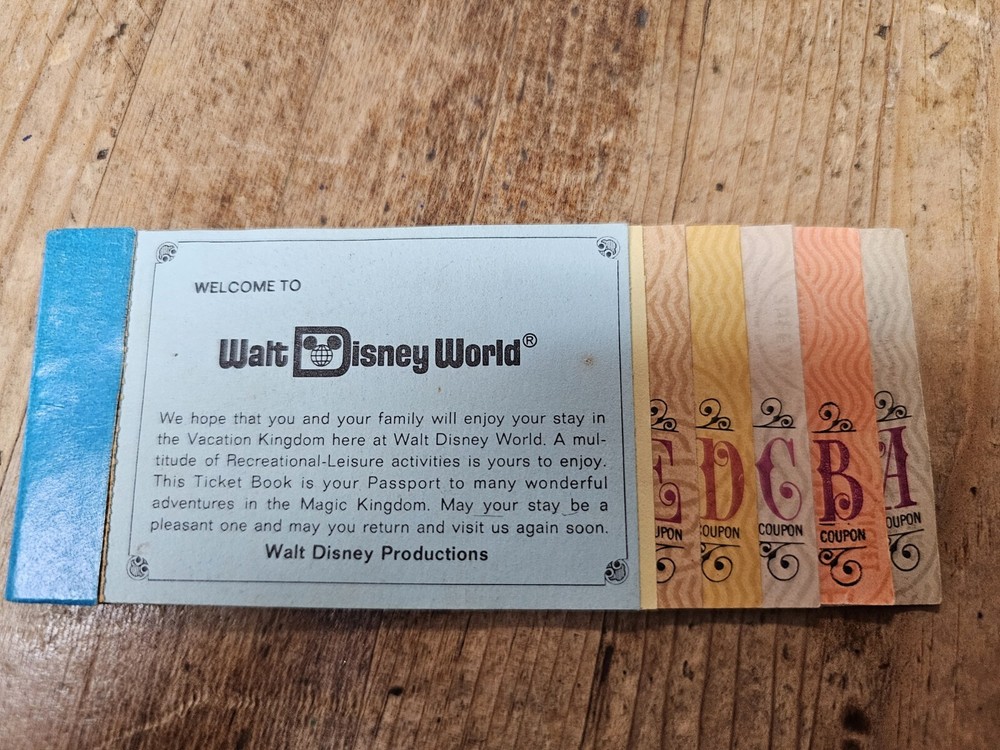 WELCOME TO
Walt Disney World®
We hope that you and your family will enjoy your stay in
the Vacation Kingdom here at Walt Disney World. A mul-
titude of Recreational-Leisure activities is yours to enjoy.
This Ticket Book is your Passport to many wonderful
adventures in the Magic Kingdom. May your stay be a
pleasant one and may you return and visit us again soon.
Walt Disney Productions
E D C B A
UPON COUPON COUPON COUPON OUPON